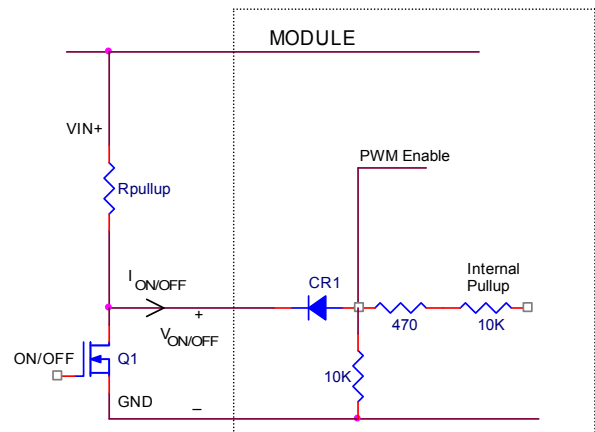 MODULE
VIN+
PWM Enable
Rpullup
I ON/OFF
CR1
Internal
Pullup
+
V ON/OFF
470
10K
ON/OFF
Q1
10K
GND
_